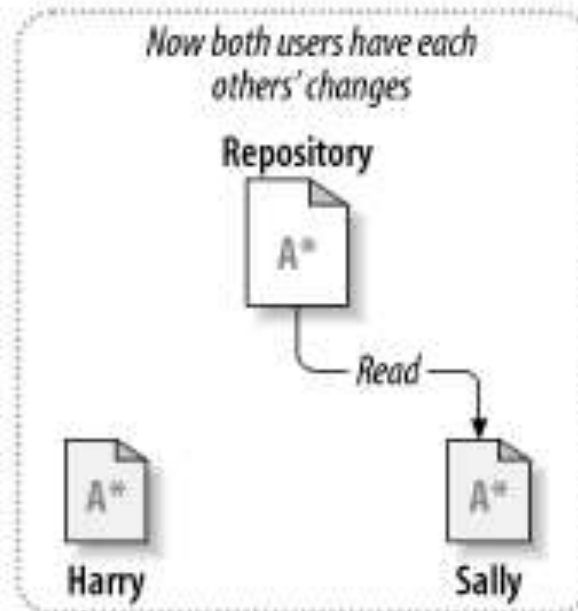 Now both users have each
others’ changes
Repository
A*
Read
A*
A*
Harry
Sally